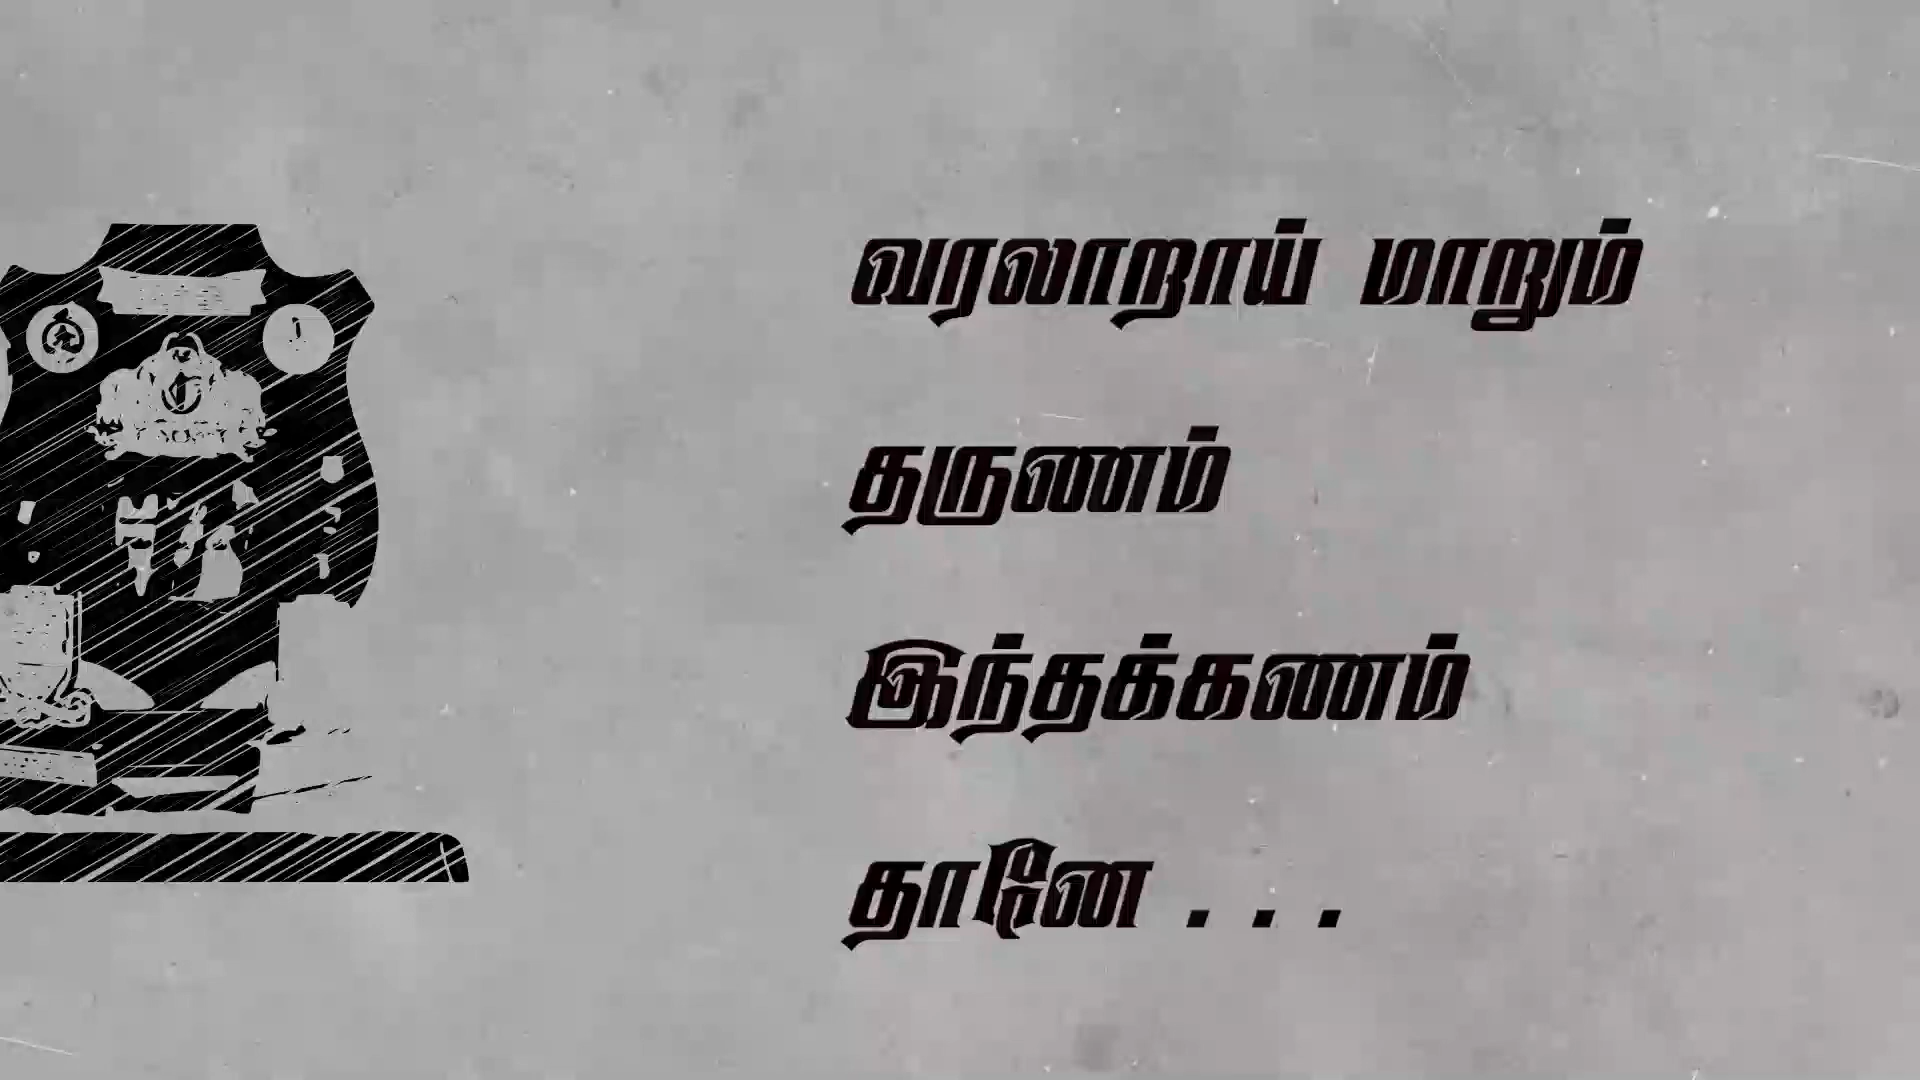 வரலாறாய் மாறும்
தருணம்
இந்தக்கணம்
தானே . . .